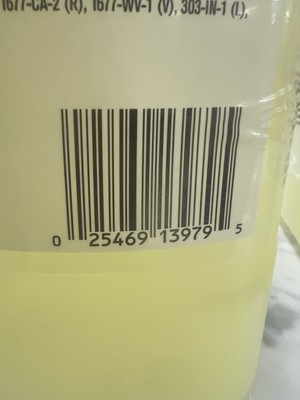 1677-CA-2 (R), 1677-WV-1 (V), 303-IN-1 (L),
0 25469 13979 5